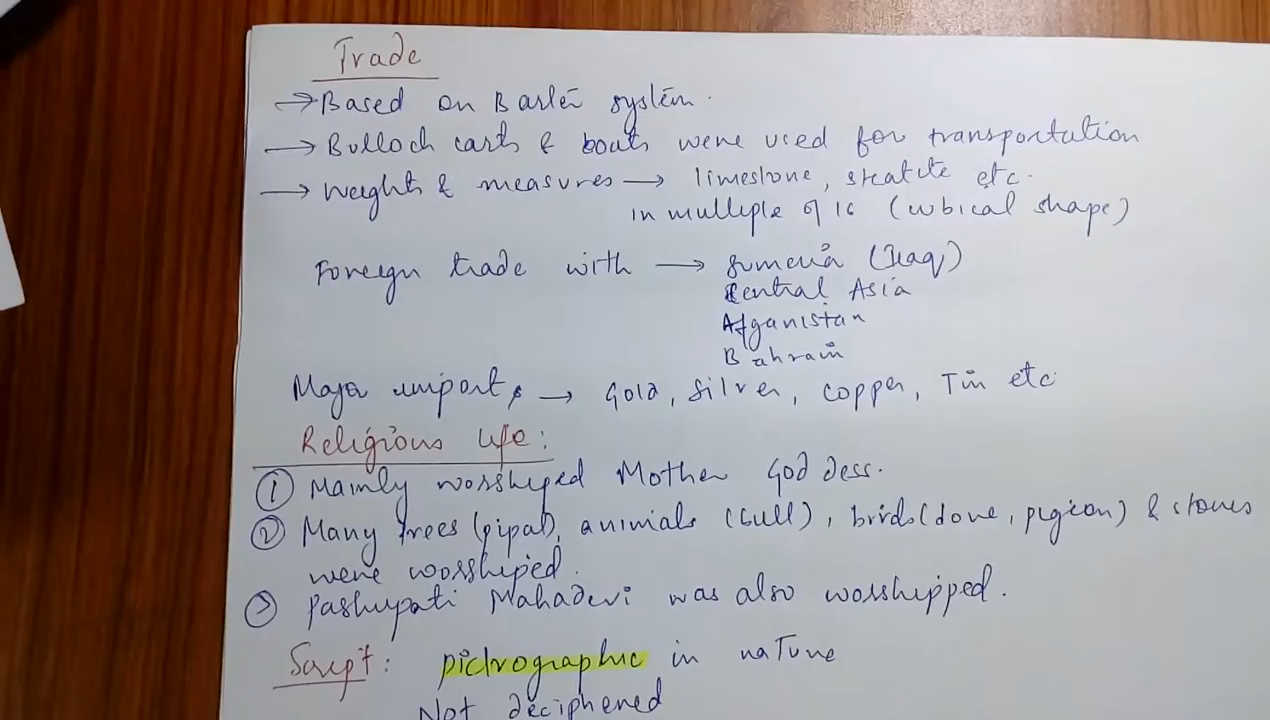 Trade
→ Based on Barter system.
→ Bulloch carts & boats were used for transportation
→ Weights & measures → limestone, steatite etc.
in multiple of 16 (cubical shape)
Foreign trade with → Sumeria (Iraq)
Central Asia
Afganistan
Bahrain
Major imports → Gold, Silver, Copper, Tin etc
Religious life:
① Mainly worshiped Mother Goddess.
② Many trees (pipal), animals (bull), birds (dove, pigeon) & stones
were worshiped.
③ Pashupati Mahadevi was also worshipped.
Script: pictrographic in nature
Not deciphered